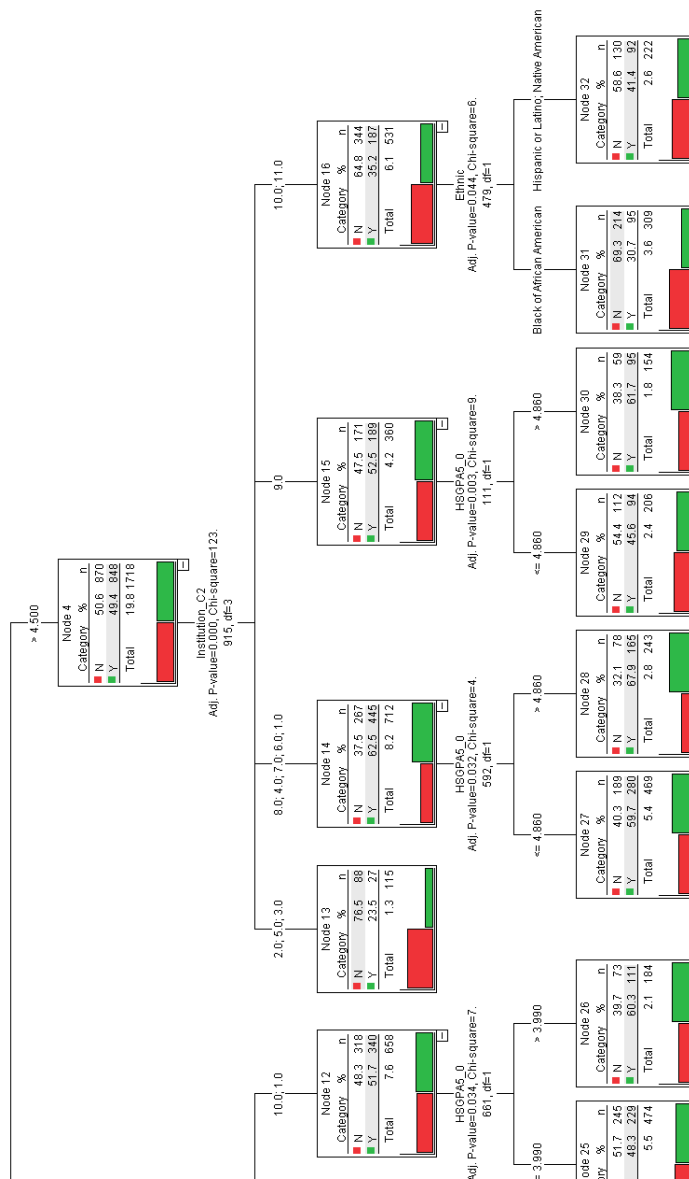 > 4.500
Node 4
Category % n
N 50.6 870
Y 49.4 848
Total 19.8 1718
Institution_C2
Adj. P-value=0.000, Chi-square=123.
915, df=3
10.0; 1.0
2.0; 5.0; 3.0
8.0; 4.0; 7.0; 6.0; 1.0
9.0
10.0; 11.0
Node 12
Category % n
N 48.3 318
Y 51.7 340
Total 7.6 658
HSGPA5_0
Adj. P-value=0.034, Chi-square=7.
661, df=1
Node 13
Category % n
N 76.5 88
Y 23.5 27
Total 1.3 115
Node 14
Category % n
N 37.5 267
Y 62.5 445
Total 8.2 712
HSGPA5_0
Adj. P-value=0.032, Chi-square=4.
592, df=1
Node 15
Category % n
N 47.5 171
Y 52.5 189
Total 4.2 360
HSGPA5_0
Adj. P-value=0.003, Chi-square=9.
111, df=1
Node 16
Category % n
N 64.8 344
Y 35.2 187
Total 6.1 531
Ethnic
Adj. P-value=0.044, Chi-square=6.
479, df=1
= 3.990
> 3.990
<= 4.860
> 4.860
<= 4.860
> 4.860
Black of African American
Hispanic or Latino; Native American
ode 25
ory % n
51.7 245
48.3 229
5.5 474
Node 26
Category % n
N 39.7 73
Y 60.3 111
Total 2.1 184
Node 27
Category % n
N 40.3 189
Y 59.7 280
Total 5.4 469
Node 28
Category % n
N 32.1 78
Y 67.9 165
Total 2.8 243
Node 29
Category % n
N 54.4 112
Y 45.6 94
Total 2.4 206
Node 30
Category % n
N 38.3 59
Y 61.7 95
Total 1.8 154
Node 31
Category % n
N 69.3 214
Y 30.7 95
Total 3.6 309
Node 32
Category % n
N 58.6 130
Y 41.4 92
Total 2.6 222